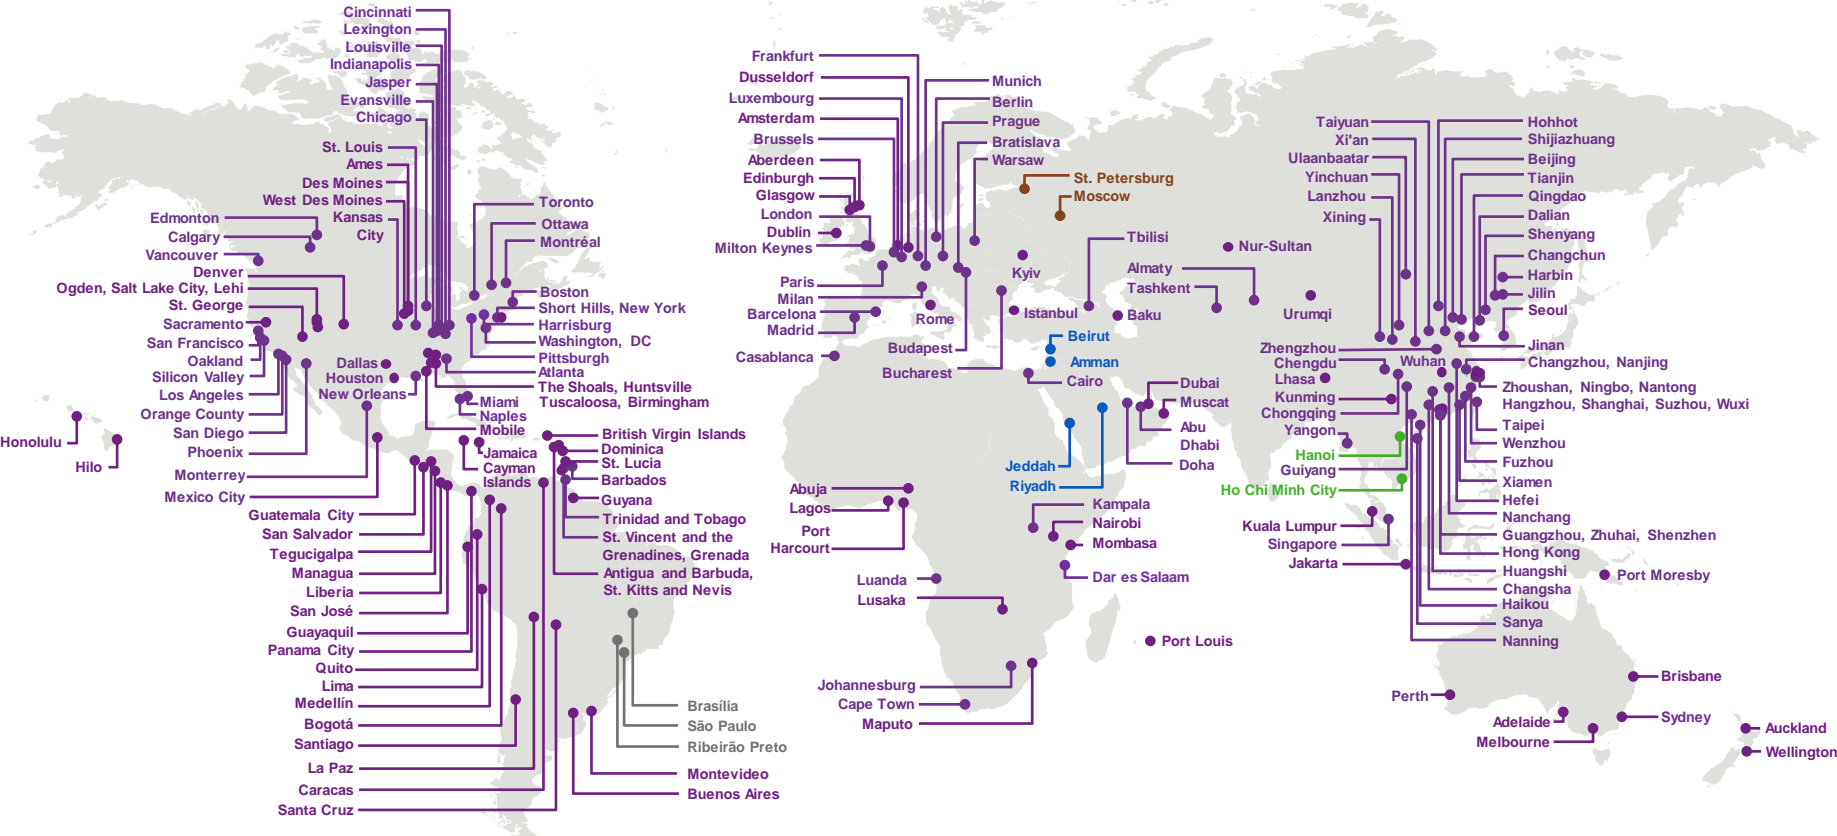 Cincinnati
Lexington
Louisville
Indianapolis
Jasper
Evansville
Chicago
St. Louis
Ames
Des Moines
West Des Moines
Kansas
City
Edmonton
Calgary
Vancouver
Denver
Ogden, Salt Lake City, Lehi
St. George
Sacramento
San Francisco
Oakland
Silicon Valley
Los Angeles
Orange County
San Diego
Phoenix
Monterrey
Mexico City
Honolulu
Hilo
Dallas
Houston
New Orleans
Toronto
Ottawa
Montréal
Boston
Short Hills, New York
Harrisburg
Washington, DC
Pittsburgh
Atlanta
The Shoals, Huntsville
Tuscaloosa, Birmingham
Miami
Naples
Mobile
Jamaica
Cayman
Islands
British Virgin Islands
Dominica
St. Lucia
Barbados
Guyana
Trinidad and Tobago
St. Vincent and the
Grenadines, Grenada
Antigua and Barbuda,
St. Kitts and Nevis
Guatemala City
San Salvador
Tegucigalpa
Managua
Liberia
San José
Guayaquil
Panama City
Quito
Lima
Medellín
Bogotá
Santiago
La Paz
Caracas
Santa Cruz
Brasília
São Paulo
Ribeirão Preto
Montevideo
Buenos Aires
Frankfurt
Dusseldorf
Luxembourg
Amsterdam
Brussels
Aberdeen
Edinburgh
Glasgow
London
Dublin
Milton Keynes
Paris
Milan
Barcelona
Madrid
Casablanca
Munich
Berlin
Prague
Bratislava
Warsaw
St. Petersburg
Moscow
Kyiv
Rome
Istanbul
Budapest
Bucharest
Tbilisi
Almaty
Tashkent
Baku
Nur-Sultan
Urumqi
Beirut
Amman
Cairo
Jeddah
Riyadh
Dubai
Muscat
Abu
Dhabi
Doha
Abuja
Lagos
Port
Harcourt
Luanda
Lusaka
Kampala
Nairobi
Mombasa
Dar es Salaam
Port Louis
Johannesburg
Cape Town
Maputo
Taiyuan
Xi'an
Ulaanbaatar
Yinchuan
Lanzhou
Xining
Hohhot
Shijiazhuang
Beijing
Tianjin
Qingdao
Dalian
Shenyang
Changchun
Harbin
Jilin
Seoul
Jinan
Zhengzhou
Chengdu
Wuhan
Lhasa
Kunming
Chongqing
Yangon
Hanoi
Guiyang
Ho Chi Minh City
Kuala Lumpur
Singapore
Jakarta
Changzhou, Nanjing
Zhoushan, Ningbo, Nantong
Hangzhou, Shanghai, Suzhou, Wuxi
Taipei
Wenzhou
Fuzhou
Xiamen
Hefei
Nanchang
Guangzhou, Zhuhai, Shenzhen
Hong Kong
Huangshi
Changsha
Haikou
Sanya
Nanning
Port Moresby
Perth
Brisbane
Adelaide
Sydney
Melbourne
Auckland
Wellington